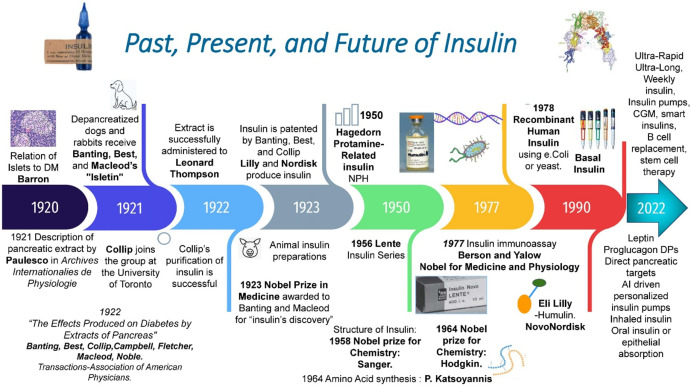 Past, Present, and Future of Insulin
INSULIN
Relation of
Islets to DM
Barron
Depancreatized
dogs and
rabbits receive
Banting, Best,
and Macleod's
"Isletin"
Extract is
successfully
administered to
Leonard
Thompson
Insulin is patented
by Banting, Best,
and Collip
Lilly and Nordisk
produce insulin
1950
Hagedorn
Protamine-
Related
insulin
NPH
1978
Recombinant
Human
Insulin
using e.Coli
or yeast.
Basal
Insulin
Ultra-Rapid
Ultra-Long,
Weekly
insulin,
Insulin pumps,
CGM, smart
insulins,
B cell
replacement,
stem cell
therapy
1920
1921
1922
1923
1950
1977
1990
2022
1921 Description of
pancreatic extract by
Paulesco in Archives
Internationalies de
Physiologie
Collip joins
the group at
the University
of Toronto
Collip's
purification of
insulin is
successful
Animal insulin
preparations
1923 Nobel Prize in
Medicine awarded to
Banting and Macleod
for "insulin's discovery"
1956 Lente
Insulin Series
1977 Insulin immunoassay
Berson and Yalow
Nobel for Medicine and Physiology
Insulin Novo
LENTE
Eli Lilly
-Humulin.
NovoNordisk
Leptin
Proglucagon DPs
Direct pancreatic
targets
AI driven
personalized
insulin pumps
Inhaled insulin
Oral insulin or
epithelial
absorption
1922
"The Effects Produced on Diabetes by
Extracts of Pancreas"
Banting, Best, Collip,Campbell, Fletcher,
Macleod, Noble.
Transactions-Association of American
Physicians.
Structure of Insulin:
1958 Nobel prize for
Chemistry:
Sanger.
1964 Nobel
prize for
Chemistry:
Hodgkin.
1964 Amino Acid synthesis : P. Katsoyannis